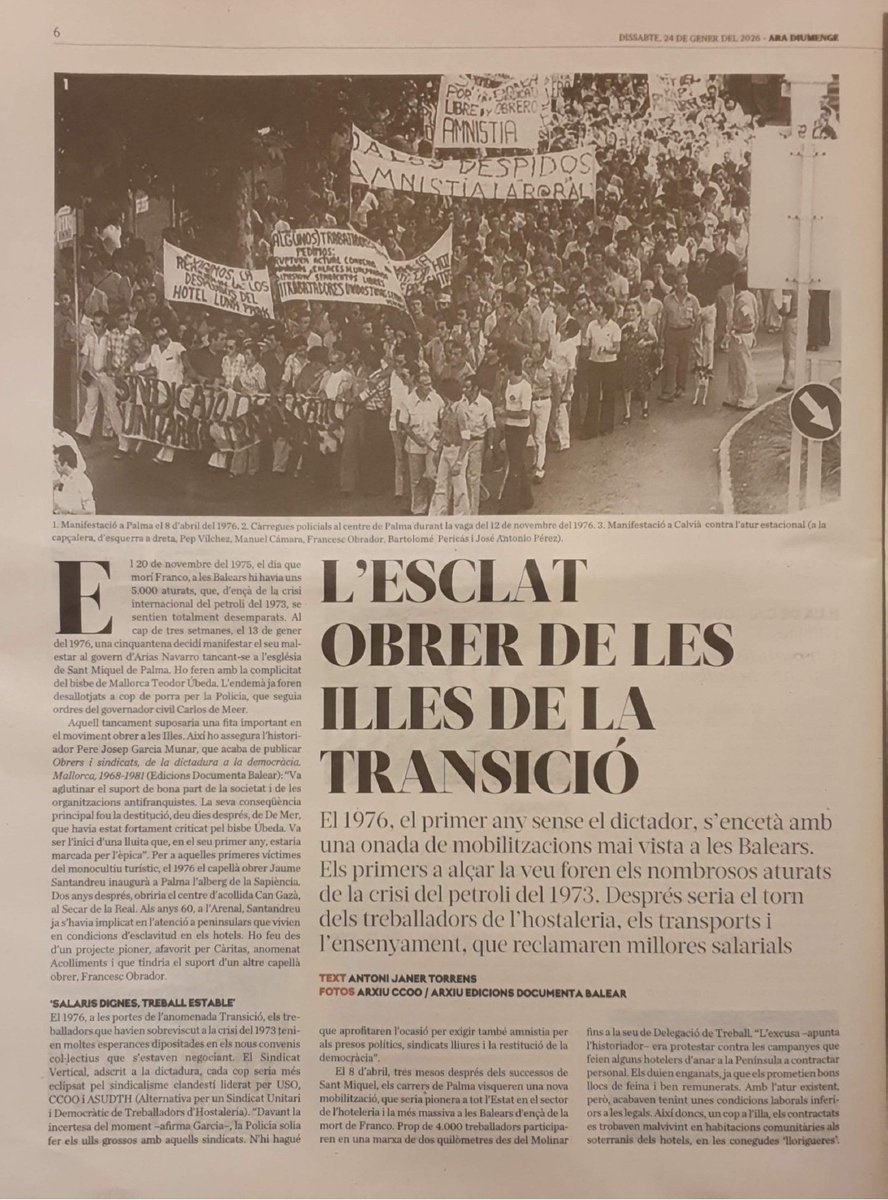 6
DISSABTE, 24 DE GENER DEL 2026 · ARA DIUMENGE
1
LIBRE Y OBRERO
AMNISTIA
DESPIDOS
AMNISTIA LABORAL
EXIGIMOS LA
DE LOS
DESPEDIDOS DEL
HOTEL LUNA PARK
ALGUNOS TRABAJADORES
PEDIMOS:
SINDICATOS LIBRES
TRABAJADORES UNIDOS
SINDICATO
UNITARIO
1. Manifestació a Palma el 8 d'abril del 1976. 2. Càrregues policials al centre de Palma durant la vaga del 12 de novembre del 1976. 3. Manifestació a Calvià contra l'atur estacional (a la
capçalera, d'esquerra a dreta, Pep Vílchez, Manuel Cámara, Francesc Obrador, Bartolomé Pericás i José Antonio Pérez).
L'ESCLAT
OBRER DE LES
ILLES DE LA
TRANSICIÓ
El 1976, el primer any sense el dictador, s'encetà amb
una onada de mobilitzacions mai vista a les Balears.
Els primers a alçar la veu foren els nombrosos aturats
de la crisi del petroli del 1973. Després seria el torn
dels treballadors de l'hostaleria, els transports i
l'ensenyament, que reclamaren millores salarials
TEXT ANTONI JANER TORRENS
FOTOS ARXIU CCOO / ARXIU EDICIONS DOCUMENTA BALEAR
El 20 de novembre del 1975, el dia que
morí Franco, a les Balears hi havia uns
5.000 aturats, que, d'ençà de la crisi
internacional del petroli del 1973, se
sentien totalment desemparats. Al
cap de tres setmanes, el 13 de gener
del 1976, una cinquantena decidí manifestar el seu mal-
estar al govern d'Arias Navarro tancant-se a l'església
de Sant Miquel de Palma. Ho feren amb la complicitat
del bisbe de Mallorca Teodor Úbeda. L'endemà ja foren
desallotjats a cop de porra per la Policia, que seguia
ordres del governador civil Carlos de Meer.
Aquell tancament suposaria una fita important en
el moviment obrer a les Illes. Així ho assegura l'histori-
ador Pere Josep Garcia Munar, que acaba de publicar
Obrers i sindicats, de la dictadura a la democràcia.
Mallorca, 1968-1981 (Edicions Documenta Balear): "Va
aglutinar el suport de bona part de la societat i de les
organitzacions antifranquistes. La seva conseqüència
principal fou la destitució, deu dies després, de De Mer,
que havia estat fortament criticat pel bisbe Úbeda. Va
ser l'inici d'una lluita que, en el seu primer any, estaria
marcada per l'èpica". Per a aquelles primeres víctimes
del monocultiu turístic, el 1976 el capellà obrer Jaume
Santandreu inaugurà a Palma l'alberg de la Sapiència.
Dos anys després, obriria el centre d'acollida Can Gazà,
al Secar de la Real. Als anys 60, a l'Arenal, Santandreu
ja s'havia implicat en l'atenció a peninsulars que vivien
en condicions d'esclavitud en els hotels. Ho feu des
d'un projecte pioner, afavorit per Càritas, anomenat
Acolliments i que tindria el suport d'un altre capellà
obrer, Francesc Obrador.
'SALARIS DIGNES, TREBALL ESTABLE'
El 1976, a les portes de l'anomenada Transició, els tre-
balladors que havien sobreviscut a la crisi del 1973 teni-
en moltes esperances dipositades en els nous convenis
col·lectius que s'estaven negociant. El Sindicat
Vertical, adscrit a la dictadura, cada cop seria més
eclipsat pel sindicalisme clandestí liderat per USO,
CCOO i ASUDTH (Alternativa per un Sindicat Unitari
i Democràtic de Treballadors d'Hostaleria). "Davant la
incertesa del moment –afirma Garcia–, la Policia solia
fer els ulls grossos amb aquells sindicats. N'hi hagué
que aprofitaren l'ocasió per exigir també amnistia per
als presos polítics, sindicats lliures i la restitució de la
democràcia".
El 8 d'abril, tres mesos després dels successos de
Sant Miquel, els carrers de Palma visqueren una nova
mobilització, que seria pionera a tot l'Estat en el sector
de l'hoteleria i la més massiva a les Balears d'ençà de la
mort de Franco. Prop de 4.000 treballadors participa-
ren en una marxa de dos quilòmetres des del Molinar
fins a la seu de Delegació de Treball. "L'excusa –apunta
l'historiador– era protestar contra les campanyes que
feien alguns hotelers d'anar a la Península a contractar
personal. Els duien enganats, ja que els prometien bons
llocs de feina i ben remunerats. Amb l'atur existent,
però, acabaven tenint unes condicions laborals inferi-
ors a les legals. Així doncs, un cop a l'illa, els contractats
es trobaven malvivint en habitacions comunitàries als
soterranis dels hotels, en les conegudes 'llorigueres'.